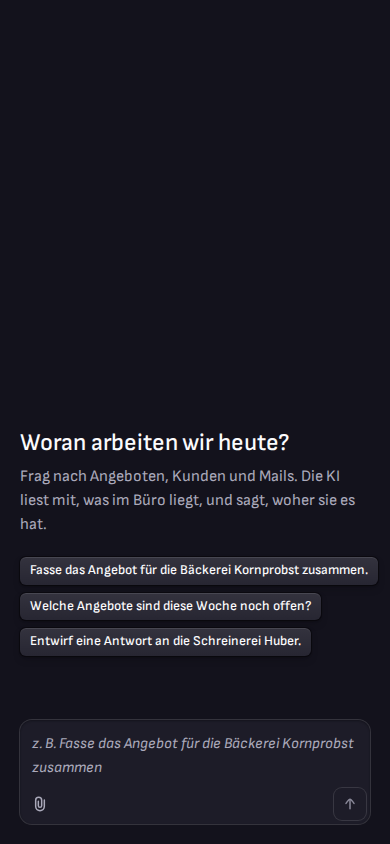 Woran arbeiten wir heute?
Frag nach Angeboten, Kunden und Mails. Die KI
liest mit, was im Büro liegt, und sagt, woher sie es
hat.
Fasse das Angebot für die Bäckerei Kornprobst zusammen.
Welche Angebote sind diese Woche noch offen?
Entwirf eine Antwort an die Schreinerei Huber.
z. B. Fasse das Angebot für die Bäckerei Kornprobst
zusammen